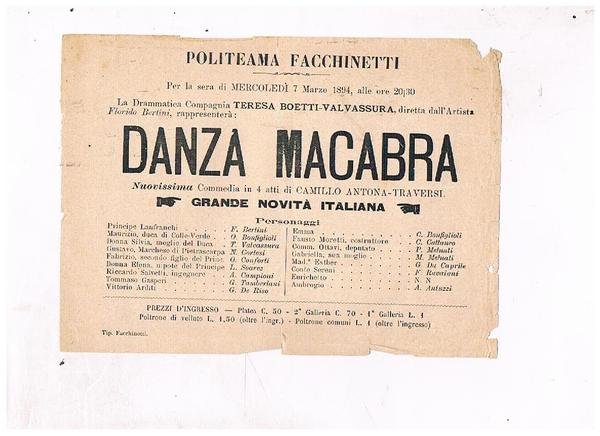 POLITEAMA FACCHINETTI
Per la sera di MERCOLEDÌ 7 Marzo 1894, alle ore 20,30
La Drammatica Compagnia TERESA BOETTI-VALVASSURA, diretta dall'Artista
Florido Bertini, rappresenterà:
DANZA MACABRA
Nuovissima Commedia in 4 atti di CAMILLO ANTONA-TRAVERSI.
GRANDE NOVITÀ ITALIANA
Personaggi
Principe Lanfranchi . . F. Bertini
Maurizio, duca di Colle-Verde . . O. Bonfiglioli
Donna Silvia, moglie del Duca . T. Valvassura
Gustavo, Marchese di Pietrascarpa N. Cortesi
Fabrizio, secondo figlio del Princ. O. Conforti
Donna Elena, nipote del Principe L. Soarez
Riccardo Salvetti, ingegnere . A. Campioni
Tommaso Gasperi . . G. Tamberlani
Vittorio Arditi . . G. De Riso
Emma . . . . C. Bonfiglioli
Fausto Moretti, costruttore . C. Cattauro
Comm. Ottavi, deputato . . P. Melnati
Gabriella, sua moglie . . M. Melnati
Mad.ª Esther . . . G. De Caprile
Conte Sereni . . . F. Ravaioni
Enrichetto . . . N. N
Ambrogio . . . A. Antuzzi
PREZZI D'INGRESSO — Platea C. 50 - 2ª Galleria C. 70 - 1ª Galleria L. 1
Poltrone di velluto L. 1,50 (oltre l'ingr.) - Poltrone comuni L. 1 (oltre l'ingresso)
Tip. Facchinetti.